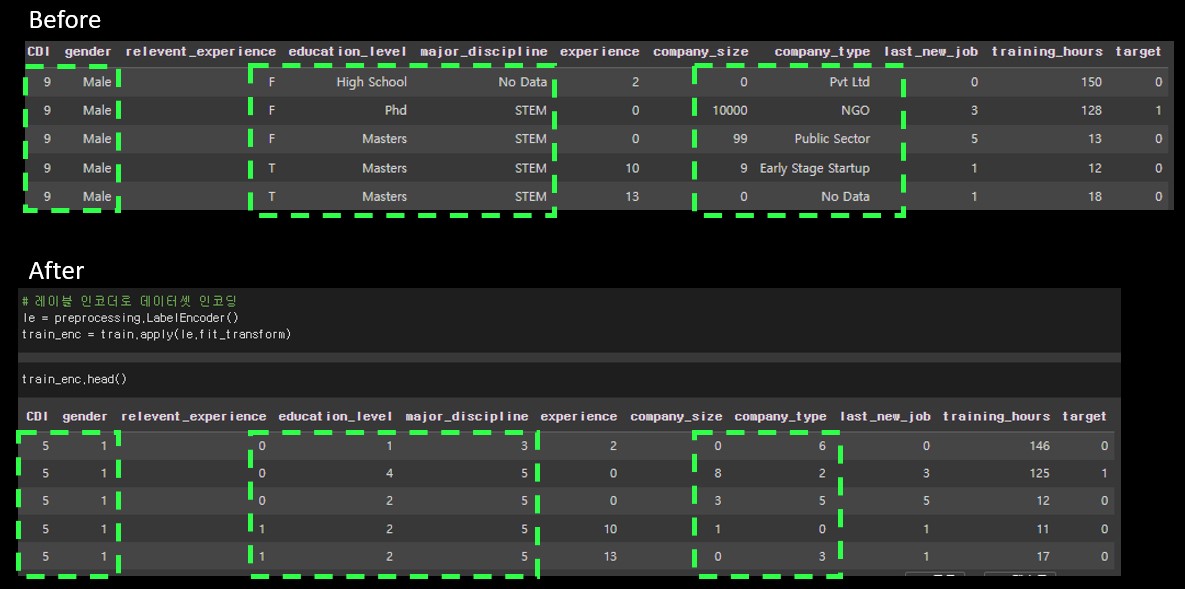 Before
CDI gender relevent_experience education_level major_discipline experience company_size company_type last_new_job training_hours target
9 Male F High School No Data 2 0 Pvt Ltd 0 150 0
9 Male F Phd STEM 0 10000 NGO 3 128 1
9 Male F Masters STEM 0 99 Public Sector 5 13 0
9 Male T Masters STEM 10 9 Early Stage Startup 1 12 0
9 Male T Masters STEM 13 0 No Data 1 18 0
After
# 레이블 인코더로 데이터셋 인코딩
le = preprocessing.LabelEncoder()
train_enc = train.apply(le.fit_transform)
train_enc.head()
CDI gender relevent_experience education_level major_discipline experience company_size company_type last_new_job training_hours target
5 1 0 1 3 2 0 6 0 146 0
5 1 0 4 5 0 8 2 3 125 1
5 1 0 2 5 0 3 5 5 12 0
5 1 1 2 5 10 1 0 1 11 0
5 1 1 2 5 13 0 3 1 17 0